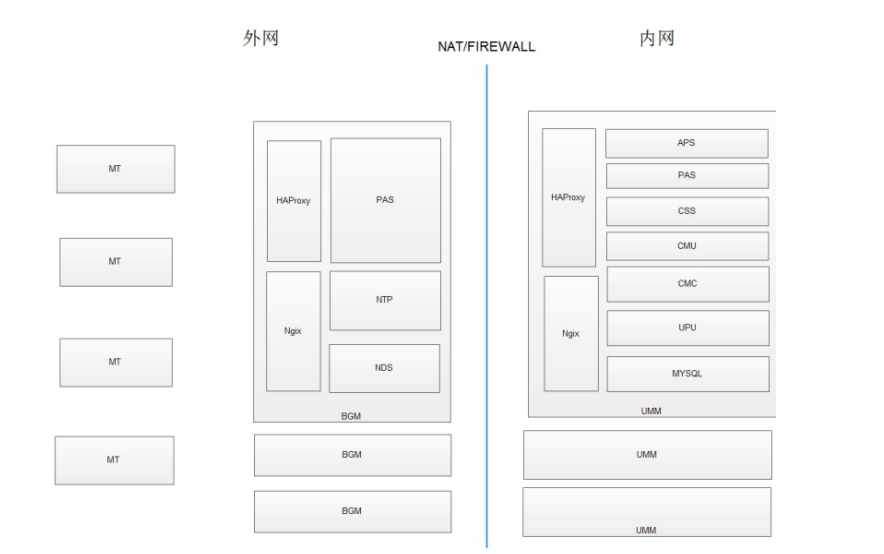 外网
NAT/FIREWALL
内网
MT
MT
MT
MT
HAProxy
PAS
Ngix
NTP
NDS
BGM
BGM
BGM
HAProxy
APS
PAS
CSS
CMU
CMC
Ngix
UPU
MYSQL
UMM
UMM
UMM